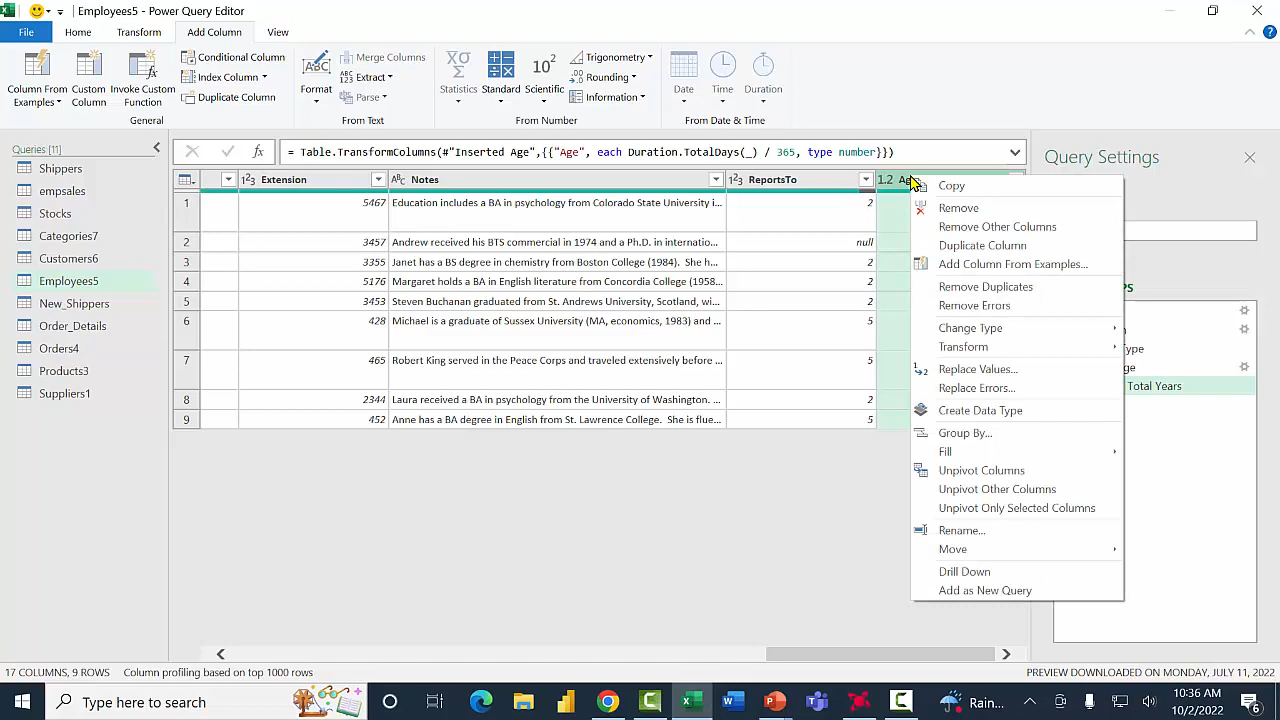 Employees5 - Power Query Editor
File Home Transform Add Column View
Column From Examples
Custom Column
Invoke Custom Function
Conditional Column
Index Column
Duplicate Column
General
Format
Merge Columns
Extract
Parse
From Text
Statistics
Standard
Scientific
Trigonometry
Rounding
Information
From Number
Date
Time
Duration
From Date & Time
Queries [11]
Shippers
empsales
Stocks
Categories7
Customers6
Employees5
New_Shippers
Order_Details
Orders4
Products3
Suppliers1
= Table.TransformColumns(#"Inserted Age",{{"Age", each Duration.TotalDays(_) / 365, type number}})
Extension Notes ReportsTo 1.2
1 5467 Education includes a BA in psychology from Colorado State University i... 2
2 3457 Andrew received his BTS commercial in 1974 and a Ph.D. in internatio... null
3 3355 Janet has a BS degree in chemistry from Boston College (1984).  She h... 2
4 5176 Margaret holds a BA in English literature from Concordia College (1958... 2
5 3453 Steven Buchanan graduated from St. Andrews University, Scotland, wi... 2
6 428 Michael is a graduate of Sussex University (MA, economics, 1983) and ... 5
7 465 Robert King served in the Peace Corps and traveled extensively before ... 5
8 2344 Laura received a BA in psychology from the University of Washington. ... 2
9 452 Anne has a BA degree in English from St. Lawrence College.  She is flue... 5
Copy
Remove
Remove Other Columns
Duplicate Column
Add Column From Examples...
Remove Duplicates
Remove Errors
Change Type
Transform
Replace Values...
Replace Errors...
Create Data Type
Group By...
Fill
Unpivot Columns
Unpivot Other Columns
Unpivot Only Selected Columns
Rename...
Move
Drill Down
Add as New Query
Query Settings
Total Years
17 COLUMNS, 9 ROWS Column profiling based on top 1000 rows
PREVIEW DOWNLOADED ON MONDAY, JULY 11, 2022
Type here to search
Rain...
10:36 AM
10/2/2022
6